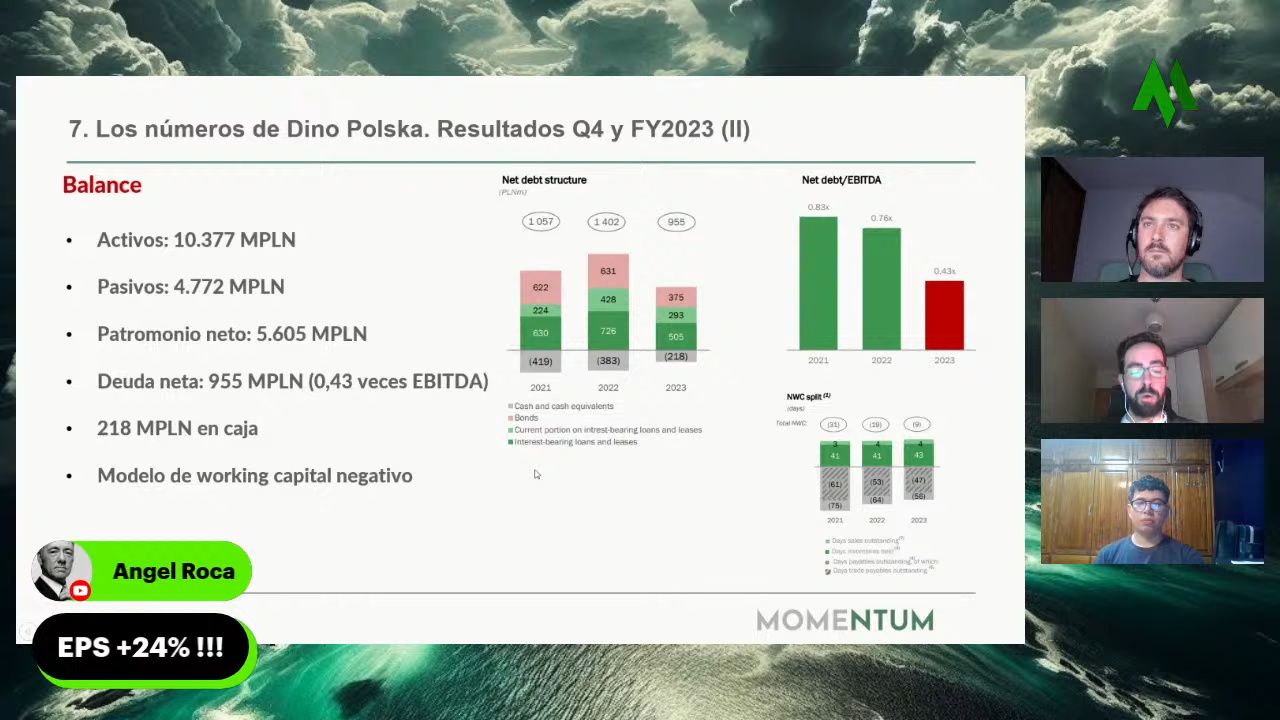 7. Los números de Dino Polska. Resultados Q4 y FY2023 (II)
Balance
• Activos: 10.377 MPLN
• Pasivos: 4.772 MPLN
• Patromonio neto: 5.605 MPLN
• Deuda neta: 955 MPLN (0,43 veces EBITDA)
• 218 MPLN en caja
• Modelo de working capital negativo
Net debt structure
(PLNm)
1 057 1 402 955
622 631 375
224 428 293
630 726 505
(419) (383) (218)
2021 2022 2023
Cash and cash equivalents
Bonds
Current portion on intrest-bearing loans and leases
Interest-bearing loans and leases
Net debt/EBITDA
0.83x 0.76x 0.43x
2021 2022 2023
NWC split (1)
(days)
Total NWC: (31) (19) (9)
3 4 4
41 41 43
(61) (53) (47)
(75) (64) (56)
2021 2022 2023
Days sales outstanding
Days inventories held
Days payables outstanding, of which:
Days trade payables outstanding
MOMENTUM
Angel Roca
EPS +24% !!!